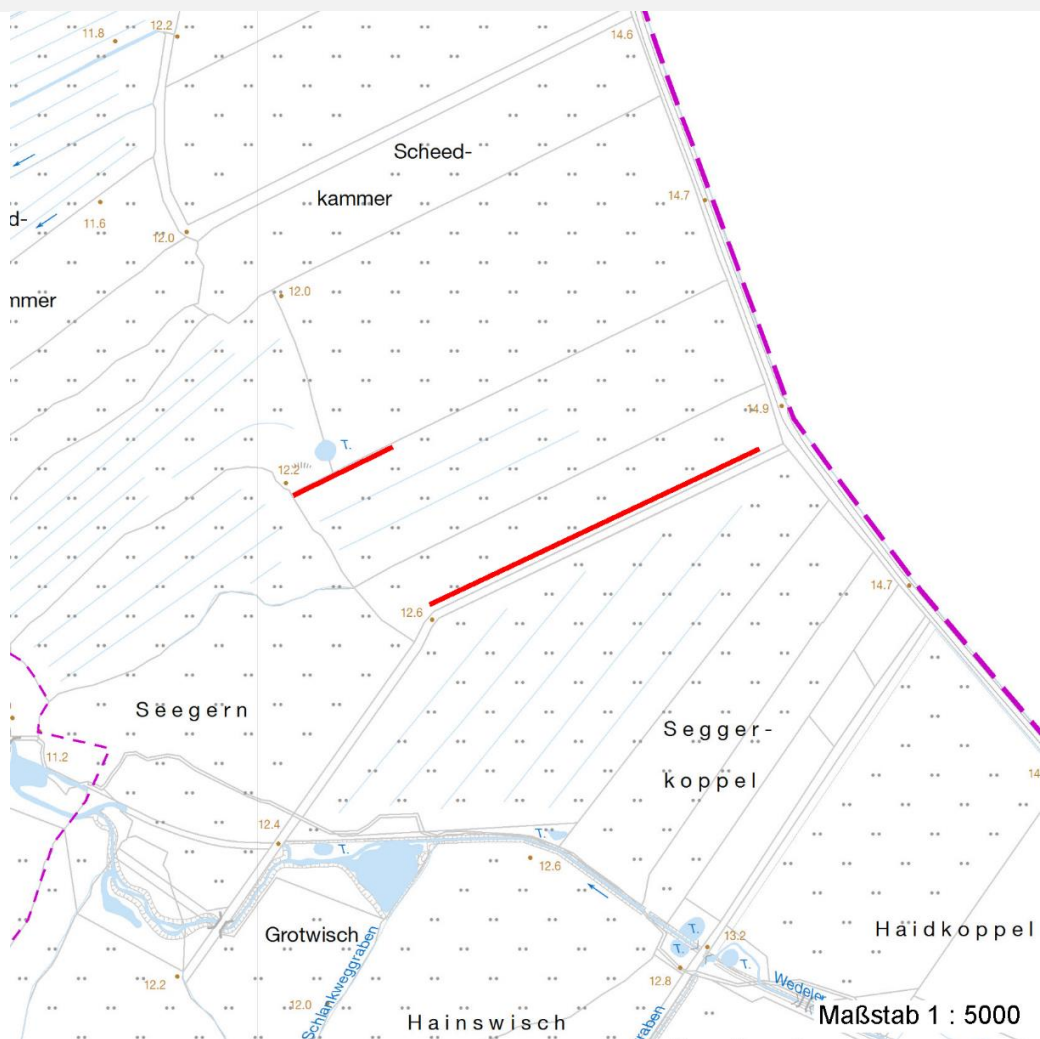 11.8
12.2
14.6
Scheed-
kammer
14.7
11.6
d-
12.0
mmer
12.0
14.9
T.
12.2
12.6
14.7
Seegern
Segger-
koppel
11.2
12.4
T.
T.
12.6
14
Grotwisch
13.2
T.
T.
T.
12.8
Haidkoppel
Schlankweggraben
12.2
12.0
Wedeler
Hainswisch
graben
Maßstab 1 : 5000